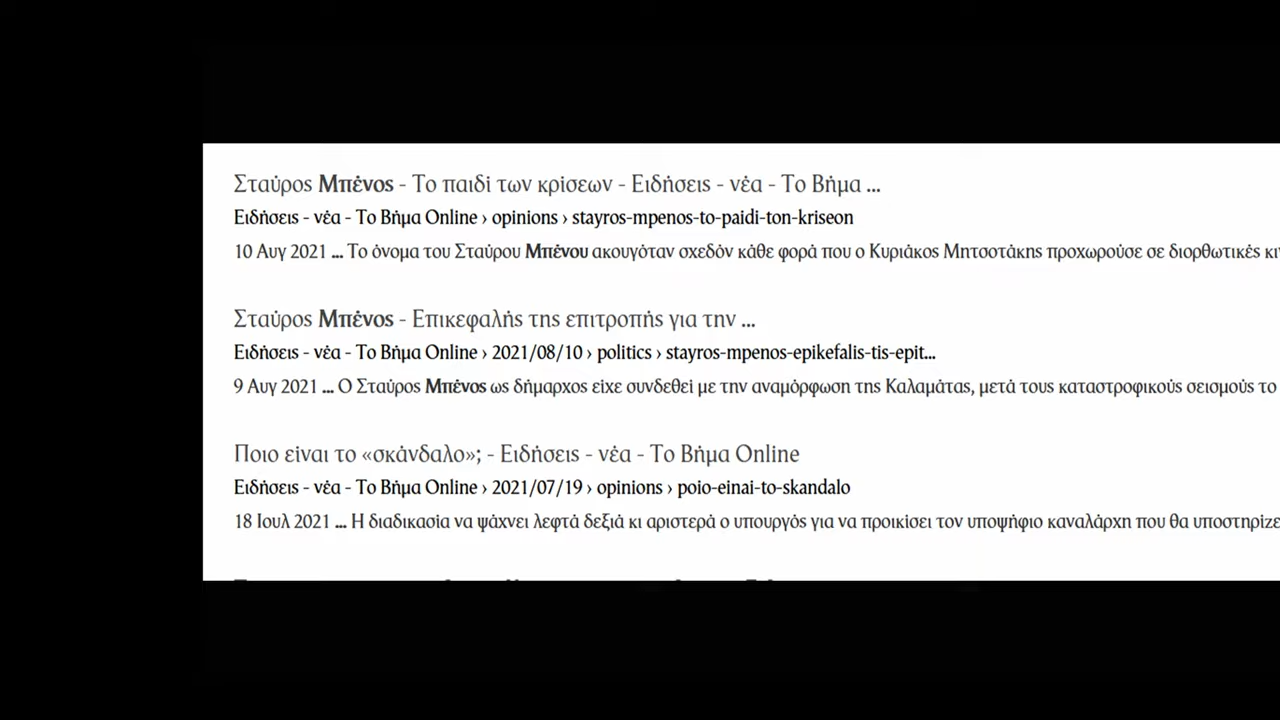 Σταύρος Μπένος - Το παιδί των κρίσεων - Ειδήσεις - νέα - Το Βήμα ...
Ειδήσεις - νέα - Το Βήμα Online › opinions › stayros-mpenos-to-paidi-ton-kriseon
10 Αυγ 2021 ... Το όνομα του Σταύρου Μπένου ακουγόταν σχεδόν κάθε φορά που ο Κυριάκος Μητσοτάκης προχωρούσε σε διορθωτικές
Σταύρος Μπένος - Επικεφαλής της επιτροπής για την ...
Ειδήσεις - νέα - Το Βήμα Online › 2021/08/10 › politics › stayros-mpenos-epikefalis-tis-epit...
9 Αυγ 2021 ... Ο Σταύρος Μπένος ως δήμαρχος είχε συνδεθεί με την αναμόρφωση της Καλαμάτας, μετά τους καταστροφικούς σεισμούς το
Ποιο είναι το «σκάνδαλο»; - Ειδήσεις - νέα - Το Βήμα Online
Ειδήσεις - νέα - Το Βήμα Online › 2021/07/19 › opinions › poio-einai-to-skandalo
18 Ιουλ 2021 ... Η διαδικασία να ψάχνει λεφτά δεξιά κι αριστερά ο υπουργός για να προικίσει τον υποψήφιο καναλάρχη που θα